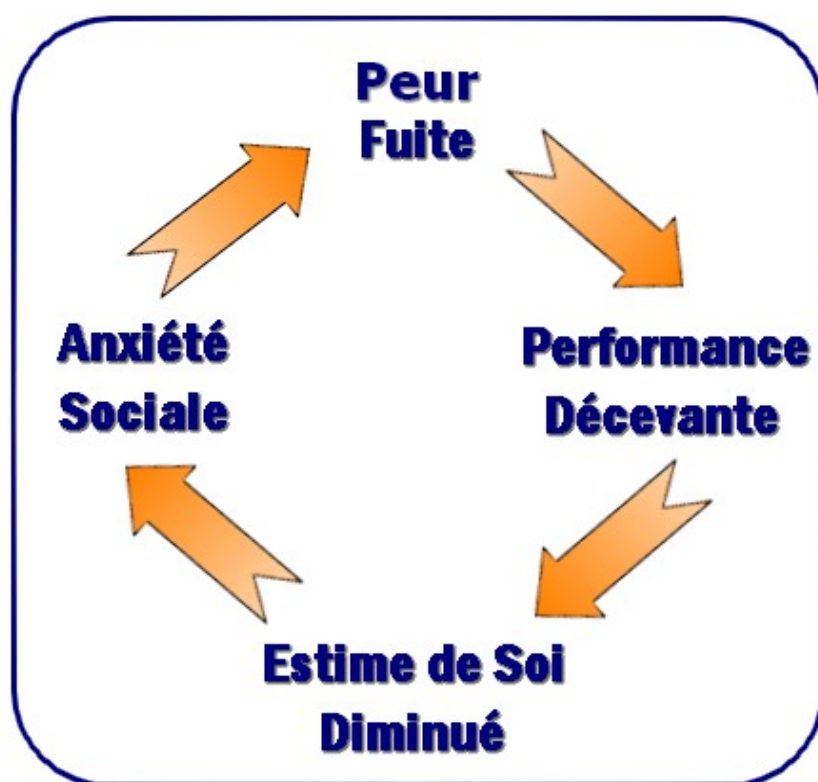 Peur
Fuite
Anxiété
Sociale
Performance
Décevante
Estime de Soi
Diminué